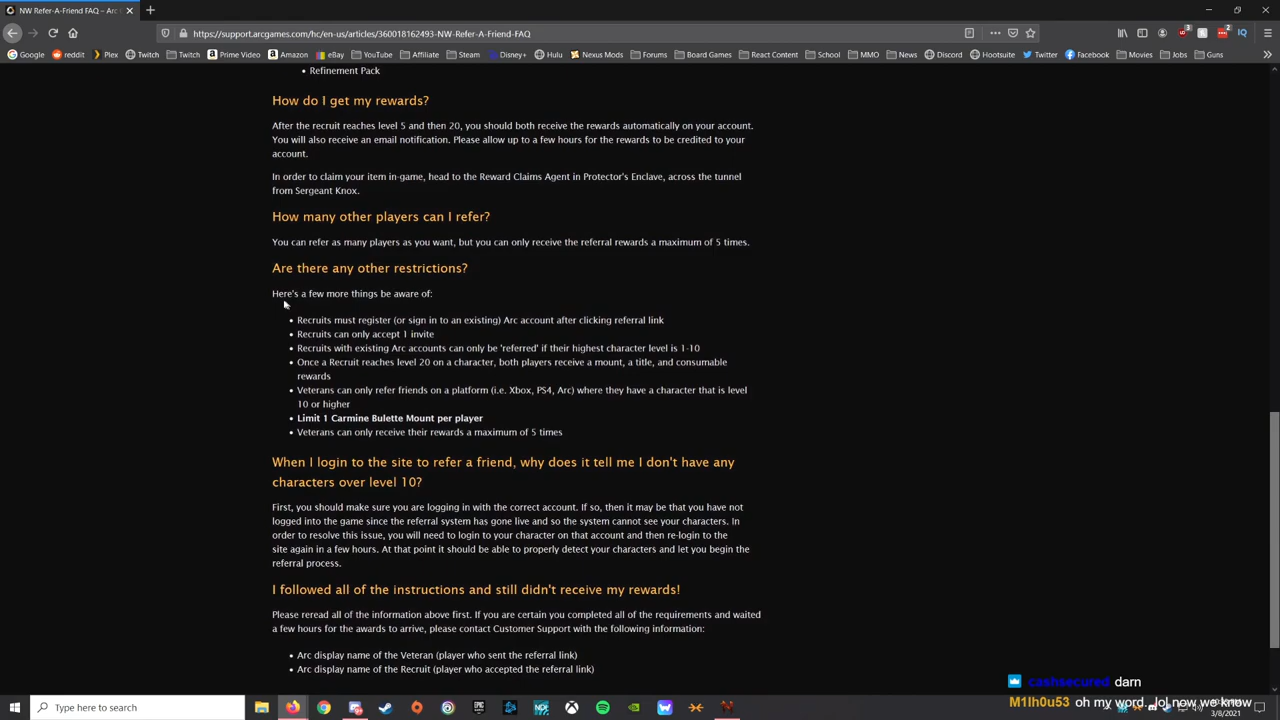 NW Refer-A-Friend FAQ – Arc
https://support.arcgames.com/hc/en-us/articles/360018162493-NW-Refer-A-Friend-FAQ
Google reddit Plex Twitch Twitch Prime Video Amazon eBay YouTube Affiliate Steam Disney+ Hulu Nexus Mods Forums React Content School MMO News Discord Hootsuite Twitter Facebook Movies Jobs Guns
Refinement Pack
How do I get my rewards?
After the recruit reaches level 5 and then 20, you should both receive the rewards automatically on your account.
You will also receive an email notification. Please allow up to a few hours for the rewards to be credited to your
account.
In order to claim your item in-game, head to the Reward Claims Agent in Protector's Enclave, across the tunnel
from Sergeant Knox.
How many other players can I refer?
You can refer as many players as you want, but you can only receive the referral rewards a maximum of 5 times.
Are there any other restrictions?
Here's a few more things be aware of:
Recruits must register (or sign in to an existing) Arc account after clicking referral link
Recruits can only accept 1 invite
Recruits with existing Arc accounts can only be 'referred' if their highest character level is 1-10
Once a Recruit reaches level 20 on a character, both players receive a mount, a title, and consumable
rewards
Veterans can only refer friends on a platform (i.e. Xbox, PS4, Arc) where they have a character that is level
10 or higher
Limit 1 Carmine Bulette Mount per player
Veterans can only receive their rewards a maximum of 5 times
When I login to the site to refer a friend, why does it tell me I don't have any
characters over level 10?
First, you should make sure you are logging in with the correct account. If so, then it may be that you have not
logged into the game since the referral system has gone live and so the system cannot see your characters. In
order to resolve this issue, you will need to login to your character on that account and then re-login to the
site again in a few hours. At that point it should be able to properly detect your characters and let you begin the
referral process.
I followed all of the instructions and still didn't receive my rewards!
Please reread all of the information above first. If you are certain you completed all of the requirements and waited
a few hours for the awards to arrive, please contact Customer Support with the following information:
Arc display name of the Veteran (player who sent the referral link)
Arc display name of the Recruit (player who accepted the referral link)
cashsecured darn
M1lh0u53 oh my word. lol now we know
Type here to search
3/8/2021